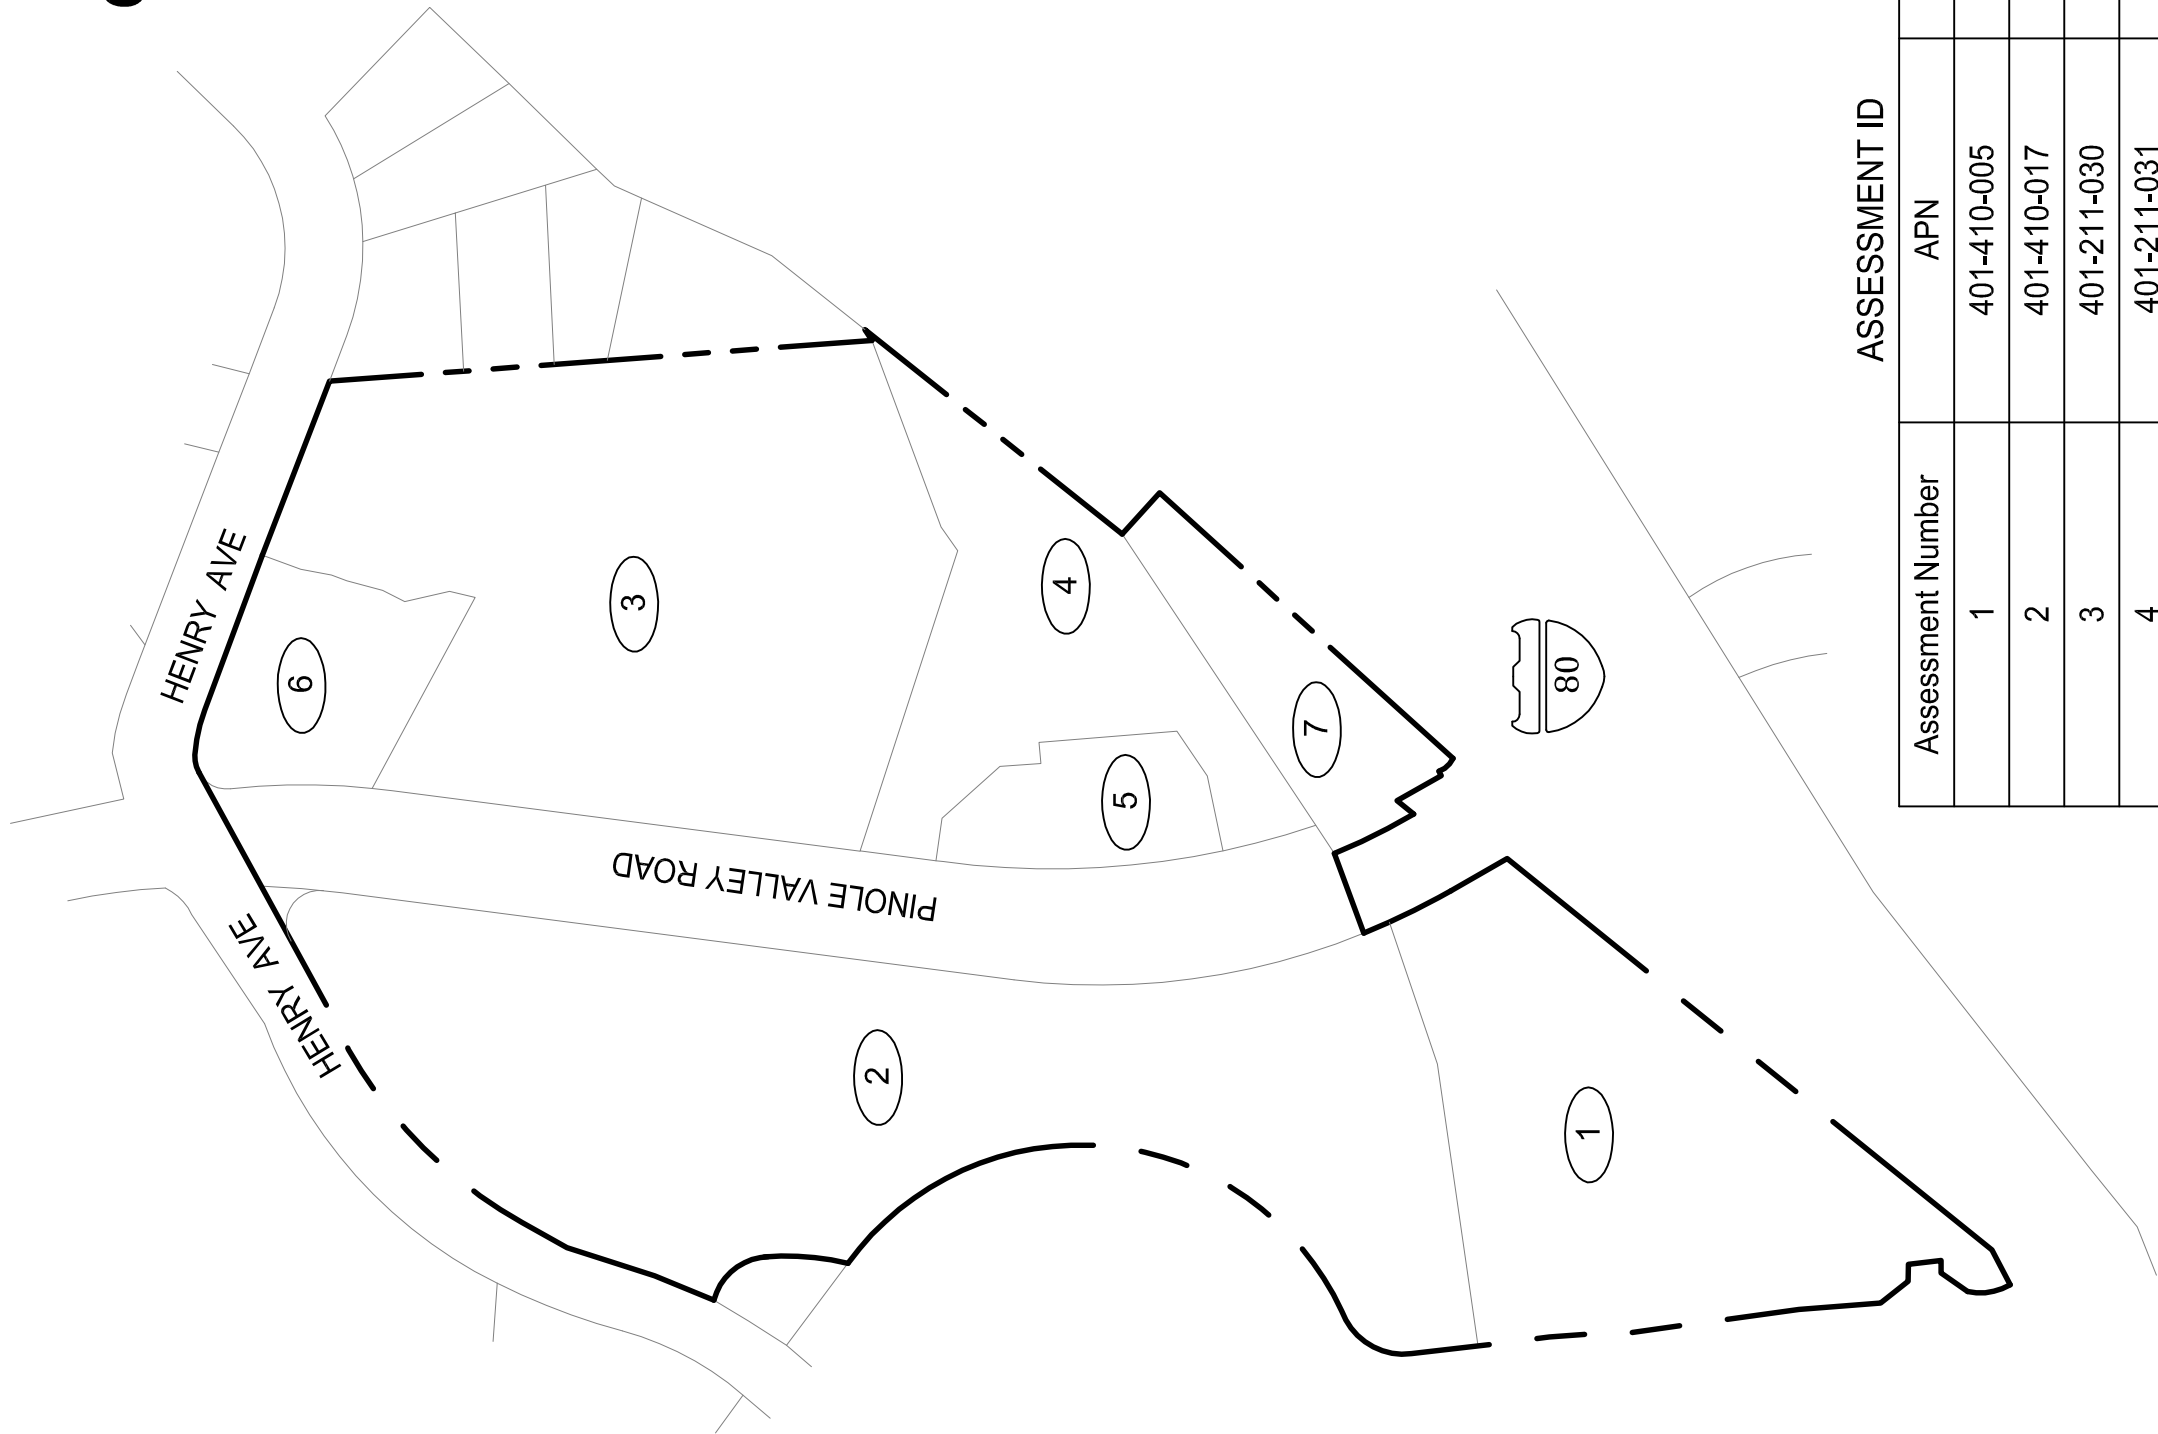 HENRY AVE
HENRY AVE
PINOLE VALLEY ROAD
6
3
4
5
7
2
1
80
ASSESSMENT ID
Assessment Number APN
1 401-410-005
2 401-410-017
3 401-211-030
4 401-211-031